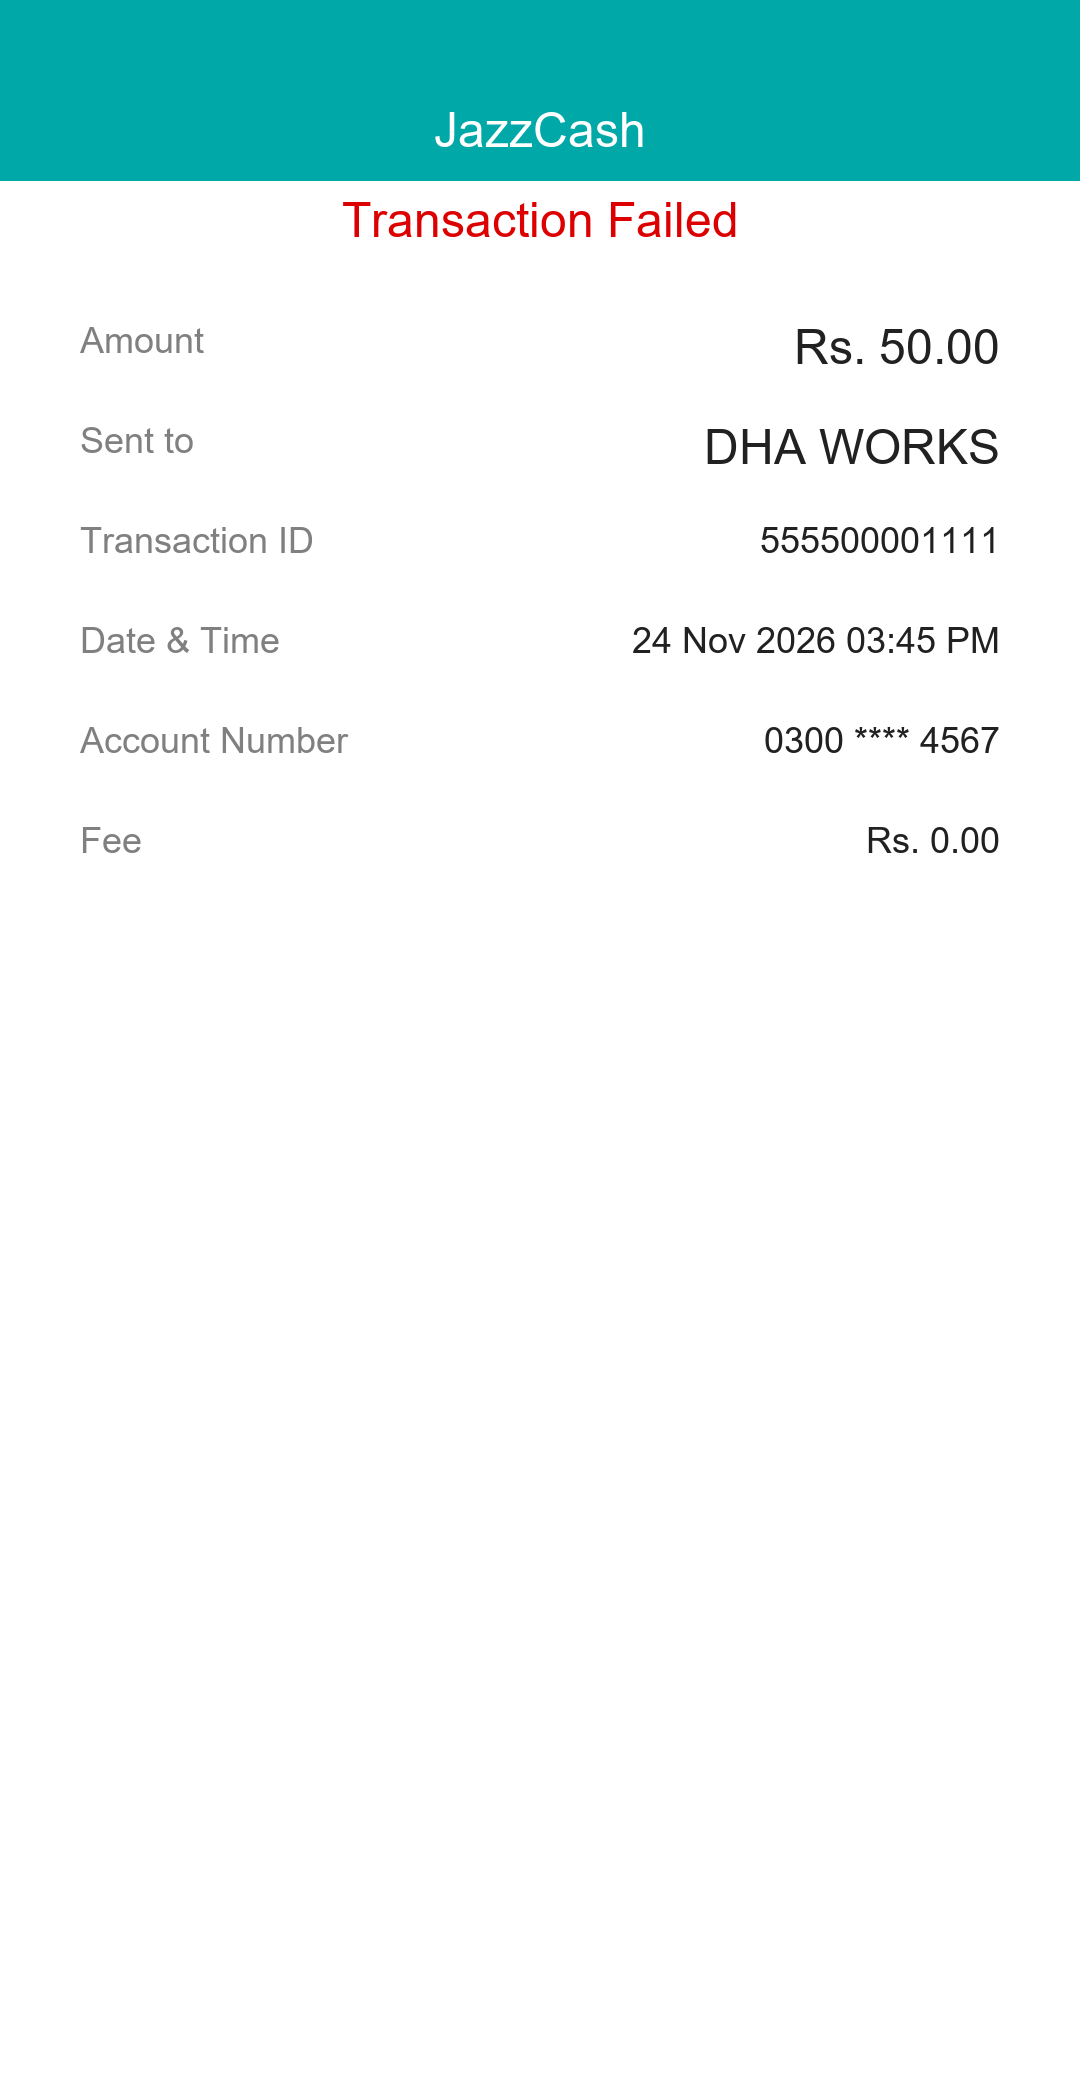 JazzCash
Transaction Failed
Amount Rs. 50.00
Sent to DHA WORKS
Transaction ID 555500001111
Date & Time 24 Nov 2026 03:45 PM
Account Number 0300 **** 4567
Fee Rs. 0.00